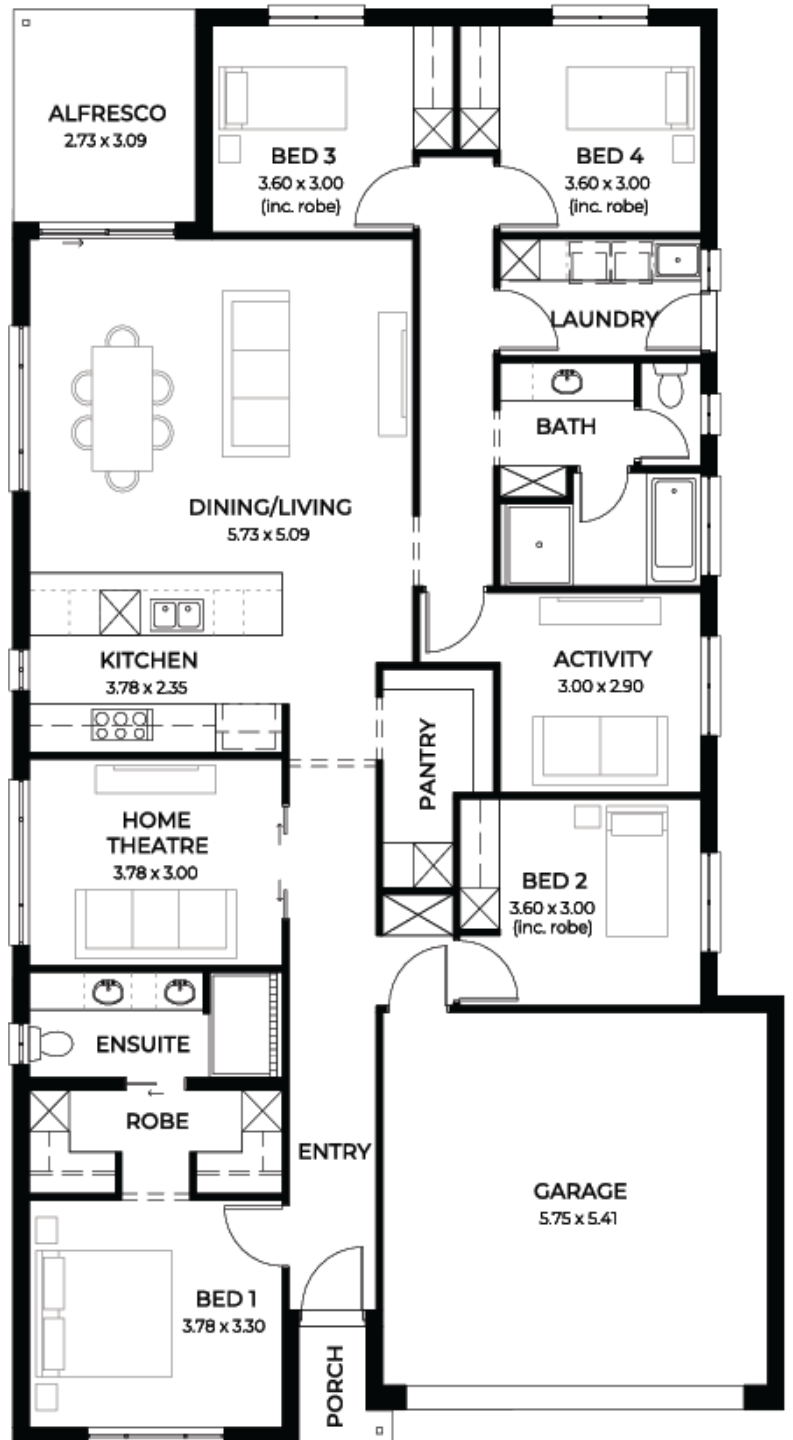 ALFRESCO
2.73 x 3.09
BED 3
3.60 x 3.00
(inc. robe)
BED 4
3.60 x 3.00
(inc. robe)
LAUNDRY
BATH
DINING/LIVING
5.73 x 5.09
KITCHEN
3.78 x 2.35
ACTIVITY
3.00 x 2.90
PANTRY
HOME
THEATRE
3.78 x 3.00
BED 2
3.60 x 3.00
(inc. robe)
ENSUITE
ROBE
ENTRY
GARAGE
5.75 x 5.41
BED 1
3.78 x 3.30
PORCH